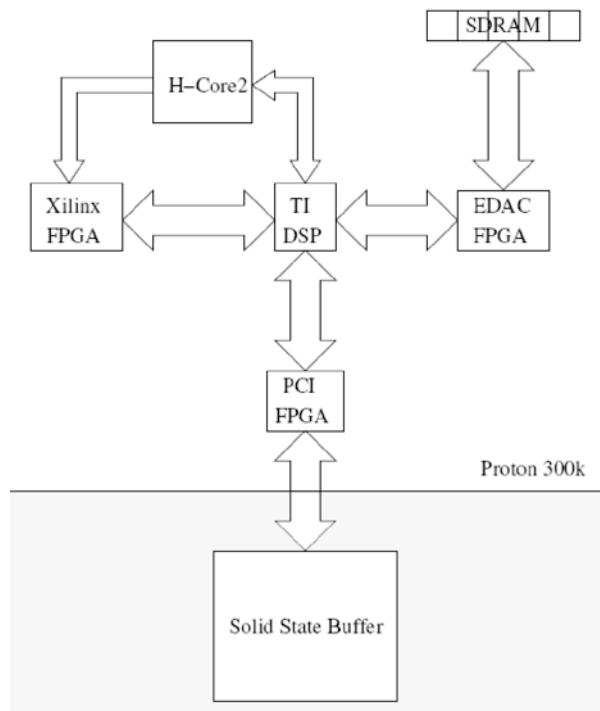 SDRAM
H-Core2
Xilinx
FPGA
TI
DSP
EDAC
FPGA
PCI
FPGA
Proton 300k
Solid State Buffer